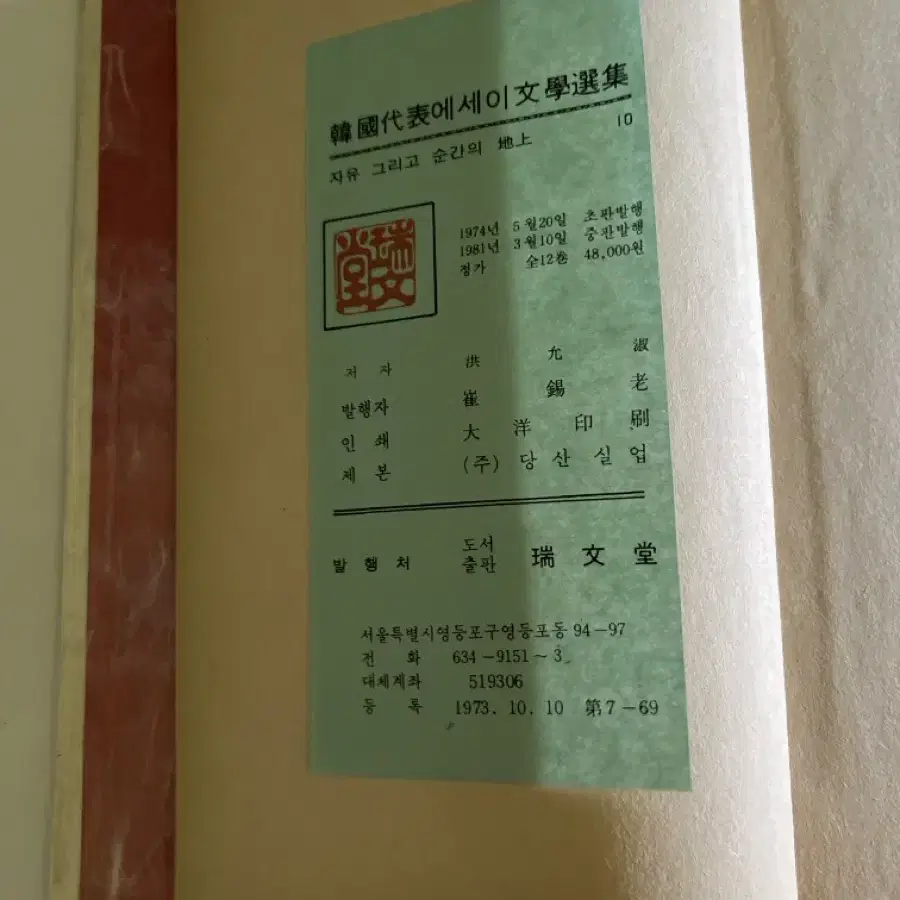 韓國代表에세이文學選集
자유 그리고 순간의 地上 10
瑞文堂
1974년 5월20일 초판발행
1981년 3월10일 중판발행
정가 全12巻 48,000원
저자 洪允淑
발행자 崔錫老
인쇄 大洋印刷
제본 (주)당산실업
발행처 도서출판 瑞文堂
서울특별시영등포구영등포동 94-97
전화 634-9151~3
대체계좌 519306
등록 1973. 10. 10 第7-69